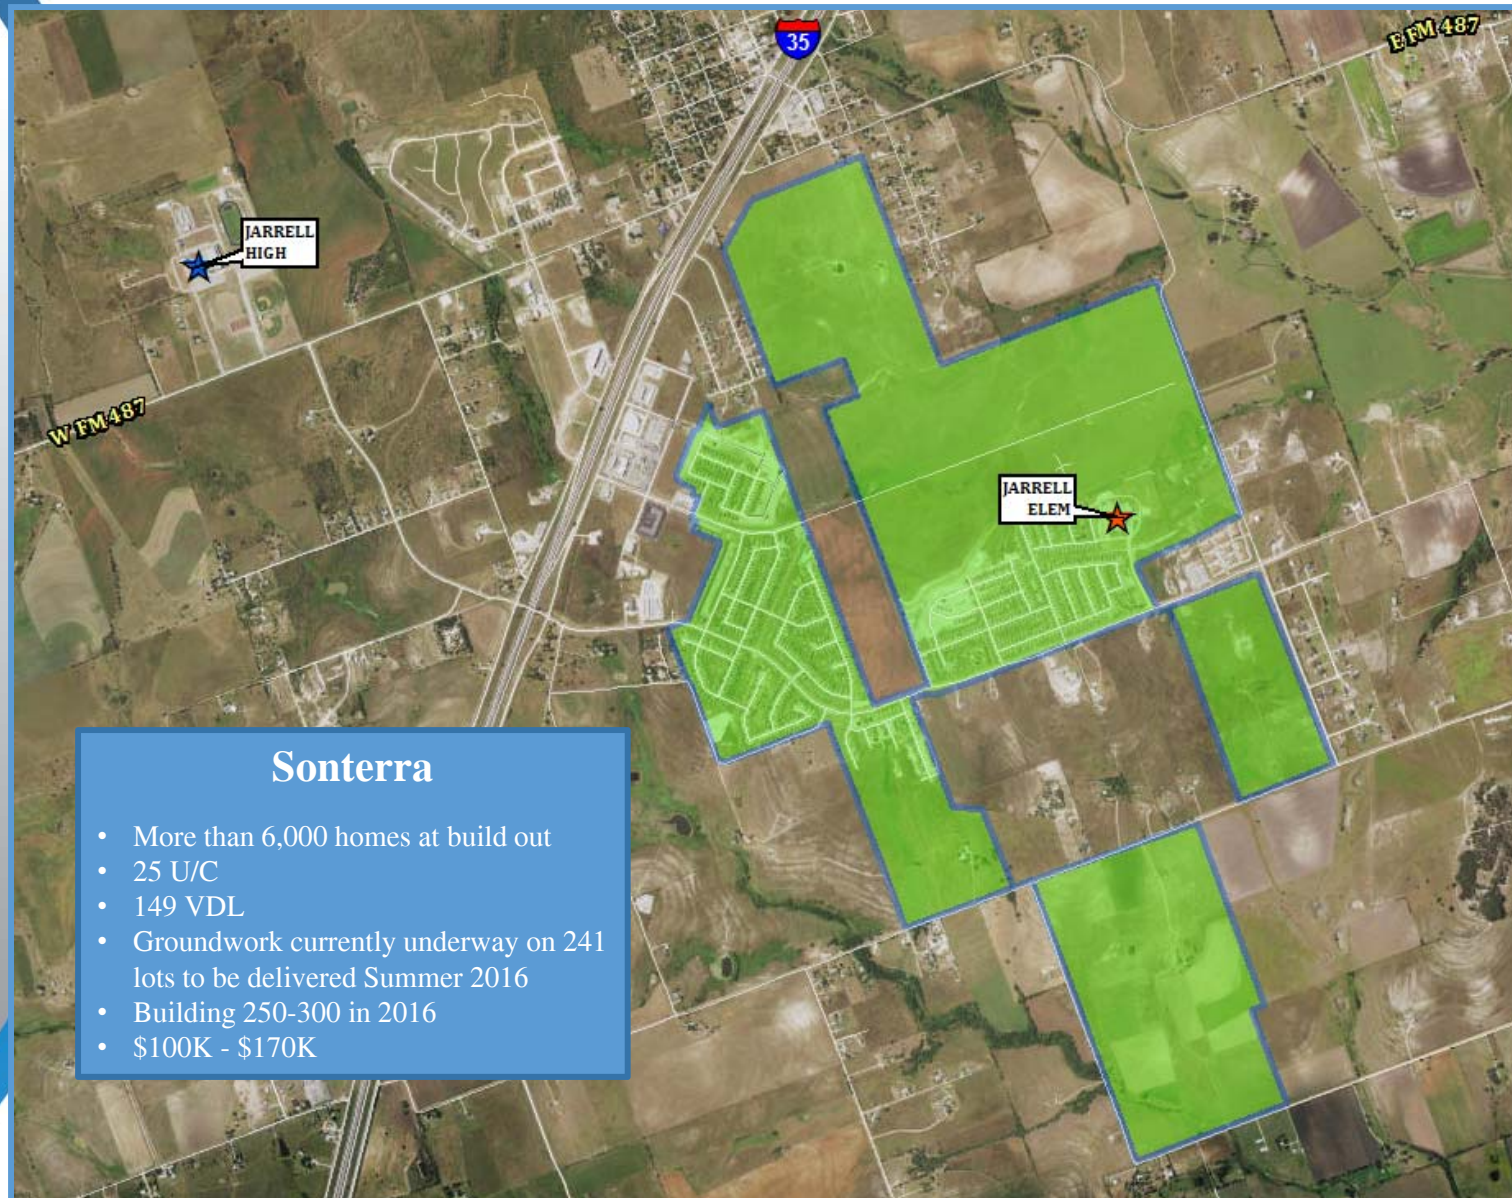 35
E FM 487
JARRELL
HIGH
W FM 487
JARRELL
ELEM
Sonterra
• More than 6,000 homes at build out
• 25 U/C
• 149 VDL
• Groundwork currently underway on 241
lots to be delivered Summer 2016
• Building 250-300 in 2016
• $100K - $170K